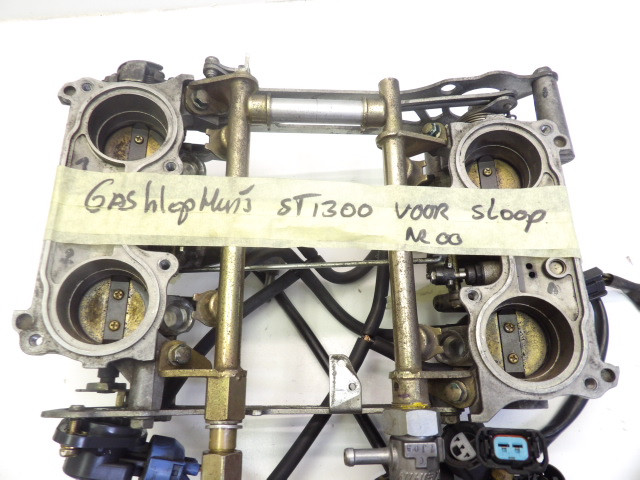 GASklepHuis ST1300 VOOR SLOOP
NR 00